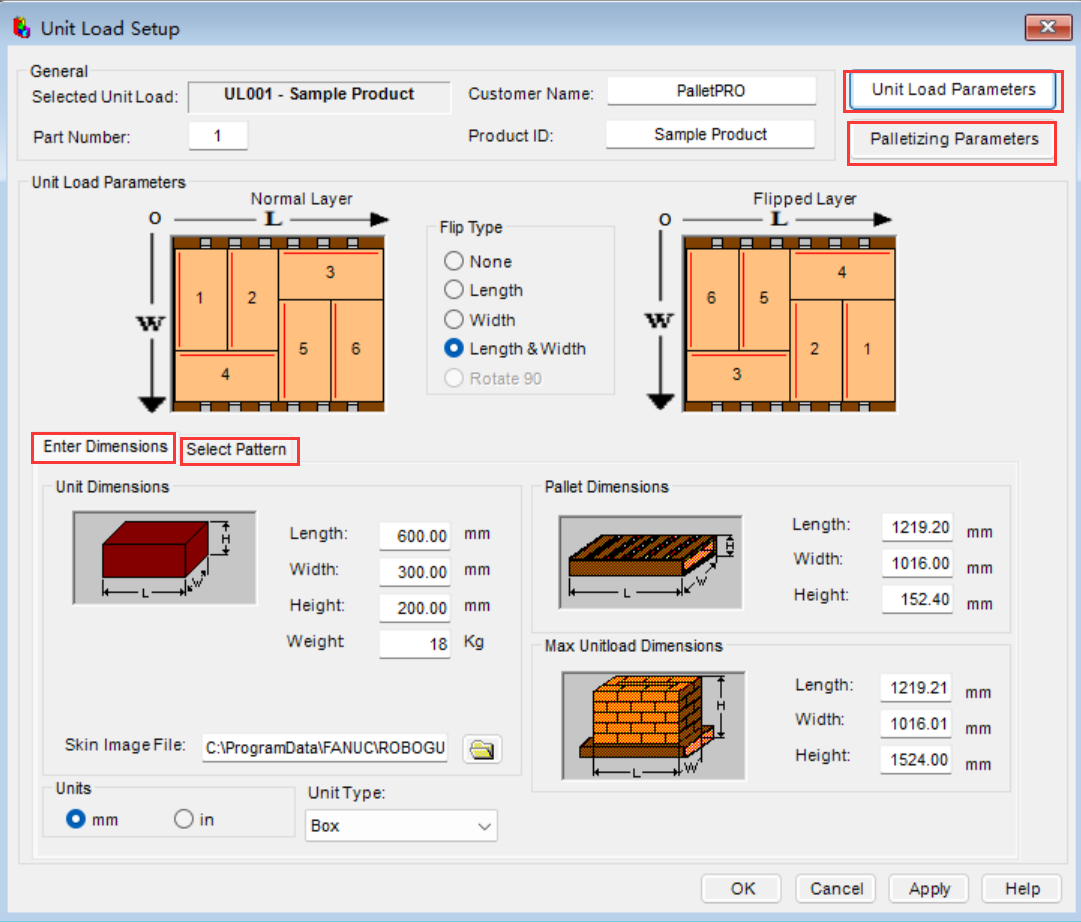 Unit Load Setup
General
Selected Unit Load: UL001 - Sample Product Customer Name: PalletPRO
Unit Load Parameters
Part Number: 1 Product ID: Sample Product
Palletizing Parameters
Unit Load Parameters
Normal Layer
O L
W
1 2 3
5 6
4
Flip Type
None
Length
Width
Length & Width
Rotate 90
Flipped Layer
O L
W
6 5 4
2 1
3
Enter Dimensions Select Pattern
Unit Dimensions
H
L W
Length: 600.00 mm
Width: 300.00 mm
Height: 200.00 mm
Weight 18 Kg
Skin Image File: C:\ProgramData\FANUC\ROBOGU
Units
mm in
Unit Type:
Box
Pallet Dimensions
H
L W
Length: 1219.20 mm
Width: 1016.00 mm
Height: 152.40 mm
Max Unitload Dimensions
H
L W
Length: 1219.21 mm
Width: 1016.01 mm
Height: 1524.00 mm
OK Cancel Apply Help